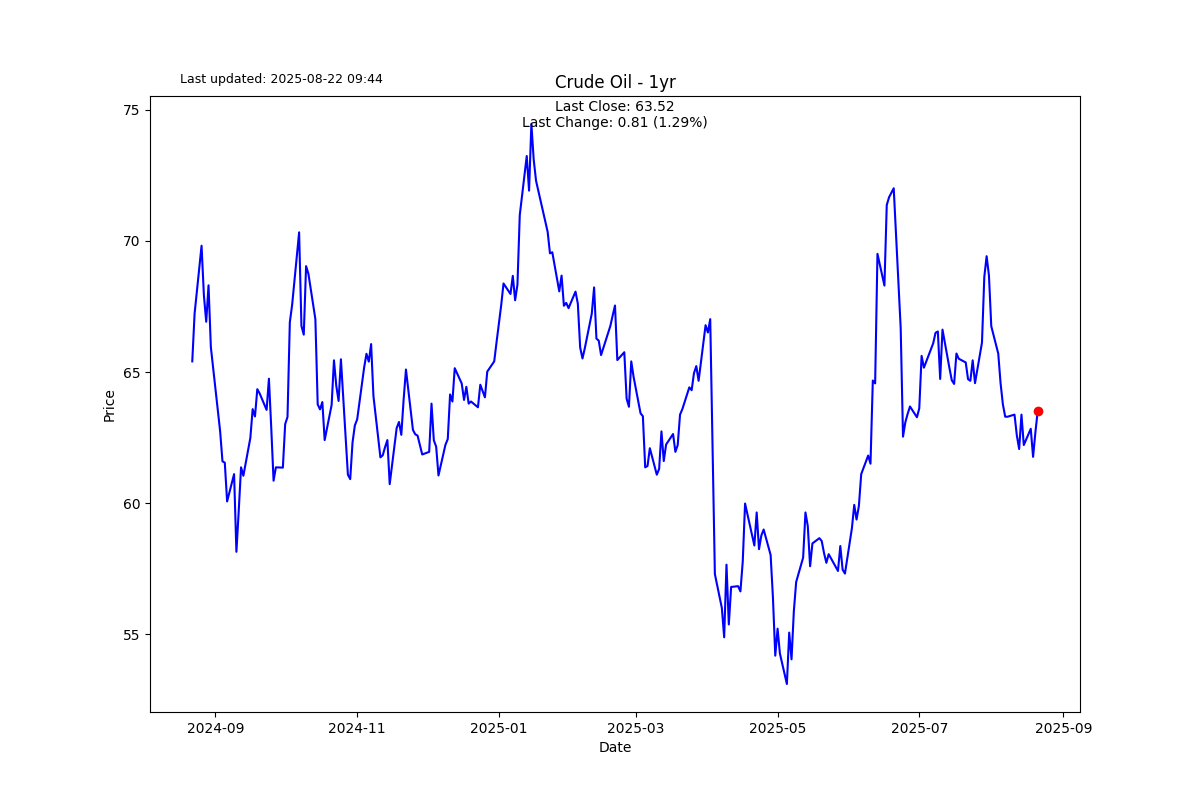 Last updated: 2025-08-22 09:44
Crude Oil - 1yr
Last Close: 63.52
Last Change: 0.81 (1.29%)
75
70
65
60
55
Price
2024-09
2024-11
2025-01
2025-03
2025-05
2025-07
2025-09
Date